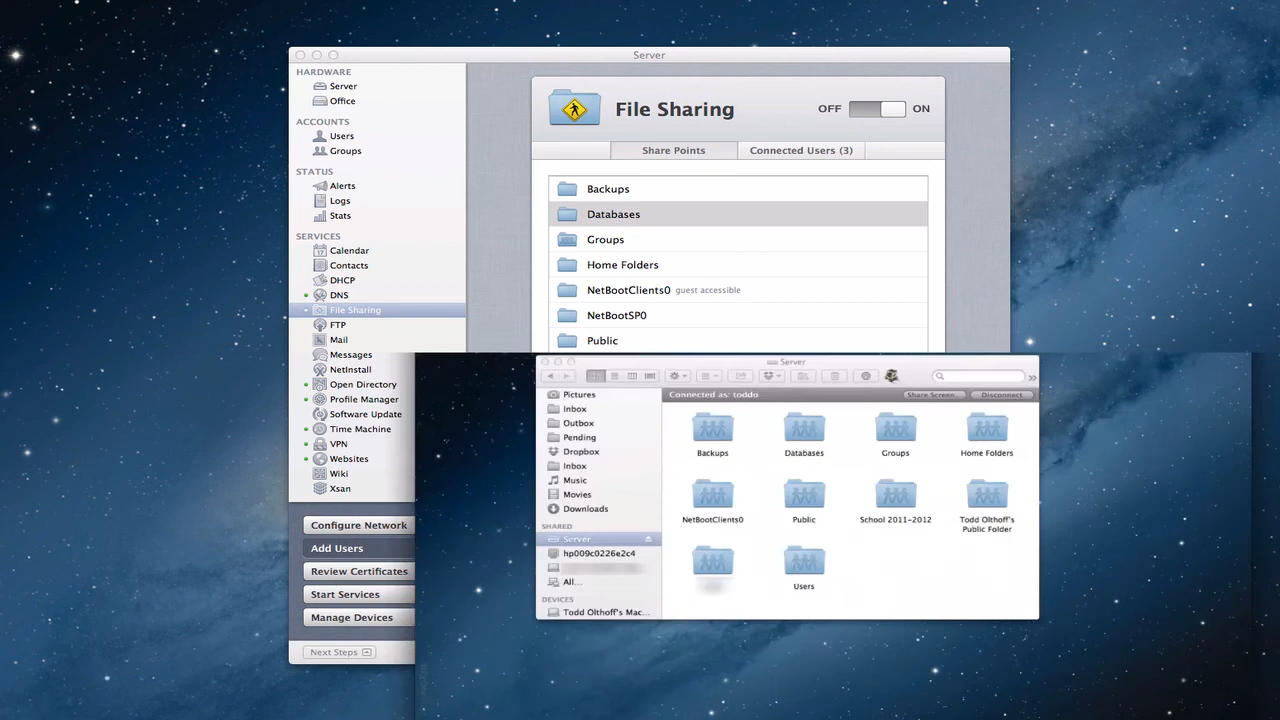 Server
HARDWARE
Server
Office
ACCOUNTS
Users
Groups
STATUS
Alerts
Logs
Stats
SERVICES
Calendar
Contacts
DHCP
DNS
File Sharing
FTP
Mail
Messages
NetInstall
Open Directory
Profile Manager
Software Update
Time Machine
VPN
Websites
Wiki
Xsan
Configure Network
Add Users
Review Certificates
Start Services
Manage Devices
Next Steps
File Sharing
OFF ON
Share Points Connected Users (3)
Backups
Databases
Groups
Home Folders
NetBootClients0 guest accessible
NetBootSP0
Public
Server
Pictures
Inbox
Outbox
Pending
Dropbox
Inbox
Music
Movies
Downloads
SHARED
Server
hp009c0226e2c4
All...
DEVICES
Todd Olthoff's Mac...
Connected as: toddo Share Screen... Disconnect
Backups Databases Groups Home Folders
NetBootClients0 Public School 2011-2012 Todd Olthoff's
Public Folder
Users